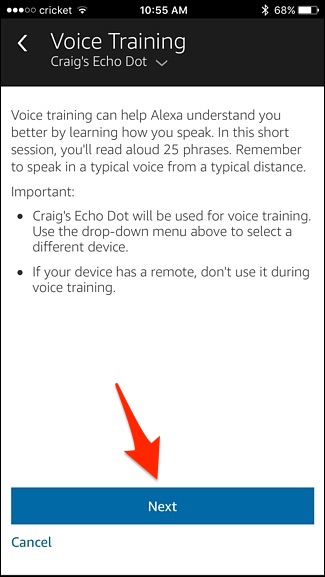 cricket 10:55 AM 68%
Voice Training
Craig's Echo Dot
Voice training can help Alexa understand you
better by learning how you speak. In this short
session, you'll read aloud 25 phrases. Remember
to speak in a typical voice from a typical distance.
Important:
• Craig's Echo Dot will be used for voice training.
Use the drop-down menu above to select a
different device.
• If your device has a remote, don't use it during
voice training.
Next
Cancel